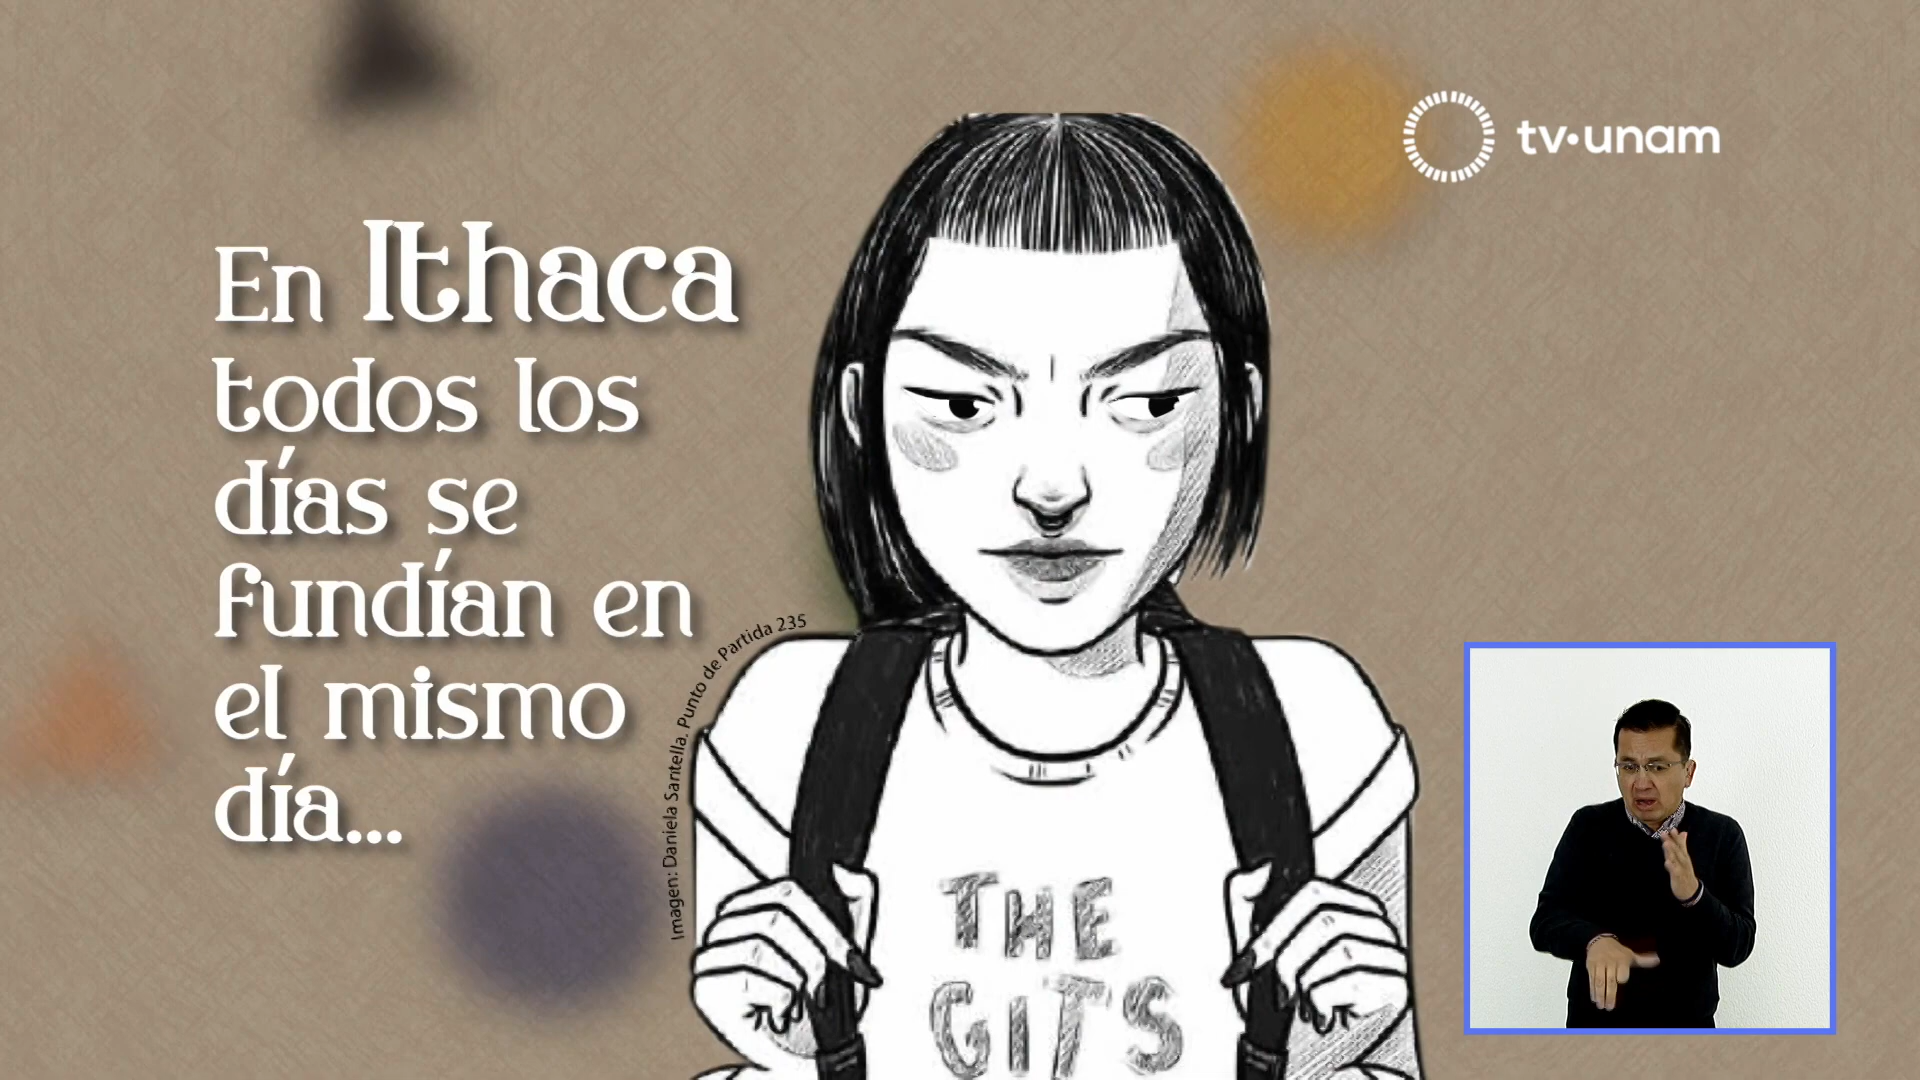 tv·unam
En Ithaca
todos los
días se
fundían en
el mismo
día...
Imagen: Daniela Santella. Punto de Partida 235
THE
GITS